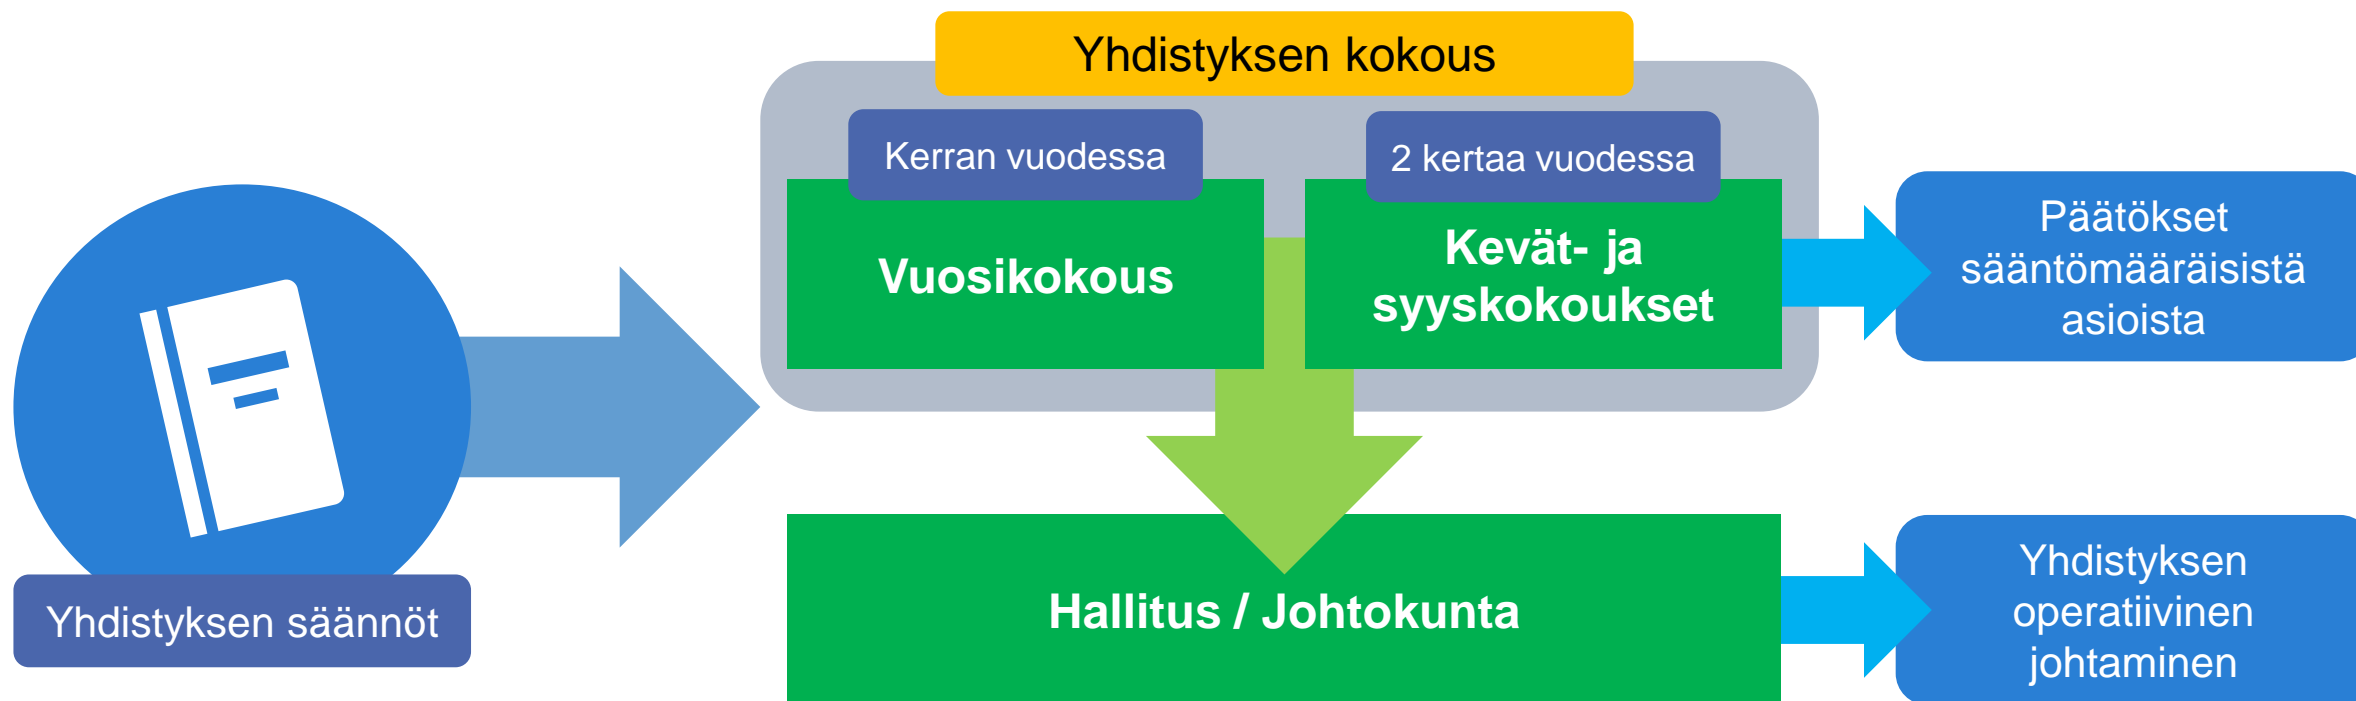 Yhdistyksen kokous
Kerran vuodessa
2 kertaa vuodessa
Vuosikokous
Kevät- ja
syyskokoukset
Päätökset
sääntömääräisistä
asioista
Yhdistyksen säännöt
Hallitus / Johtokunta
Yhdistyksen
operatiivinen
johtaminen